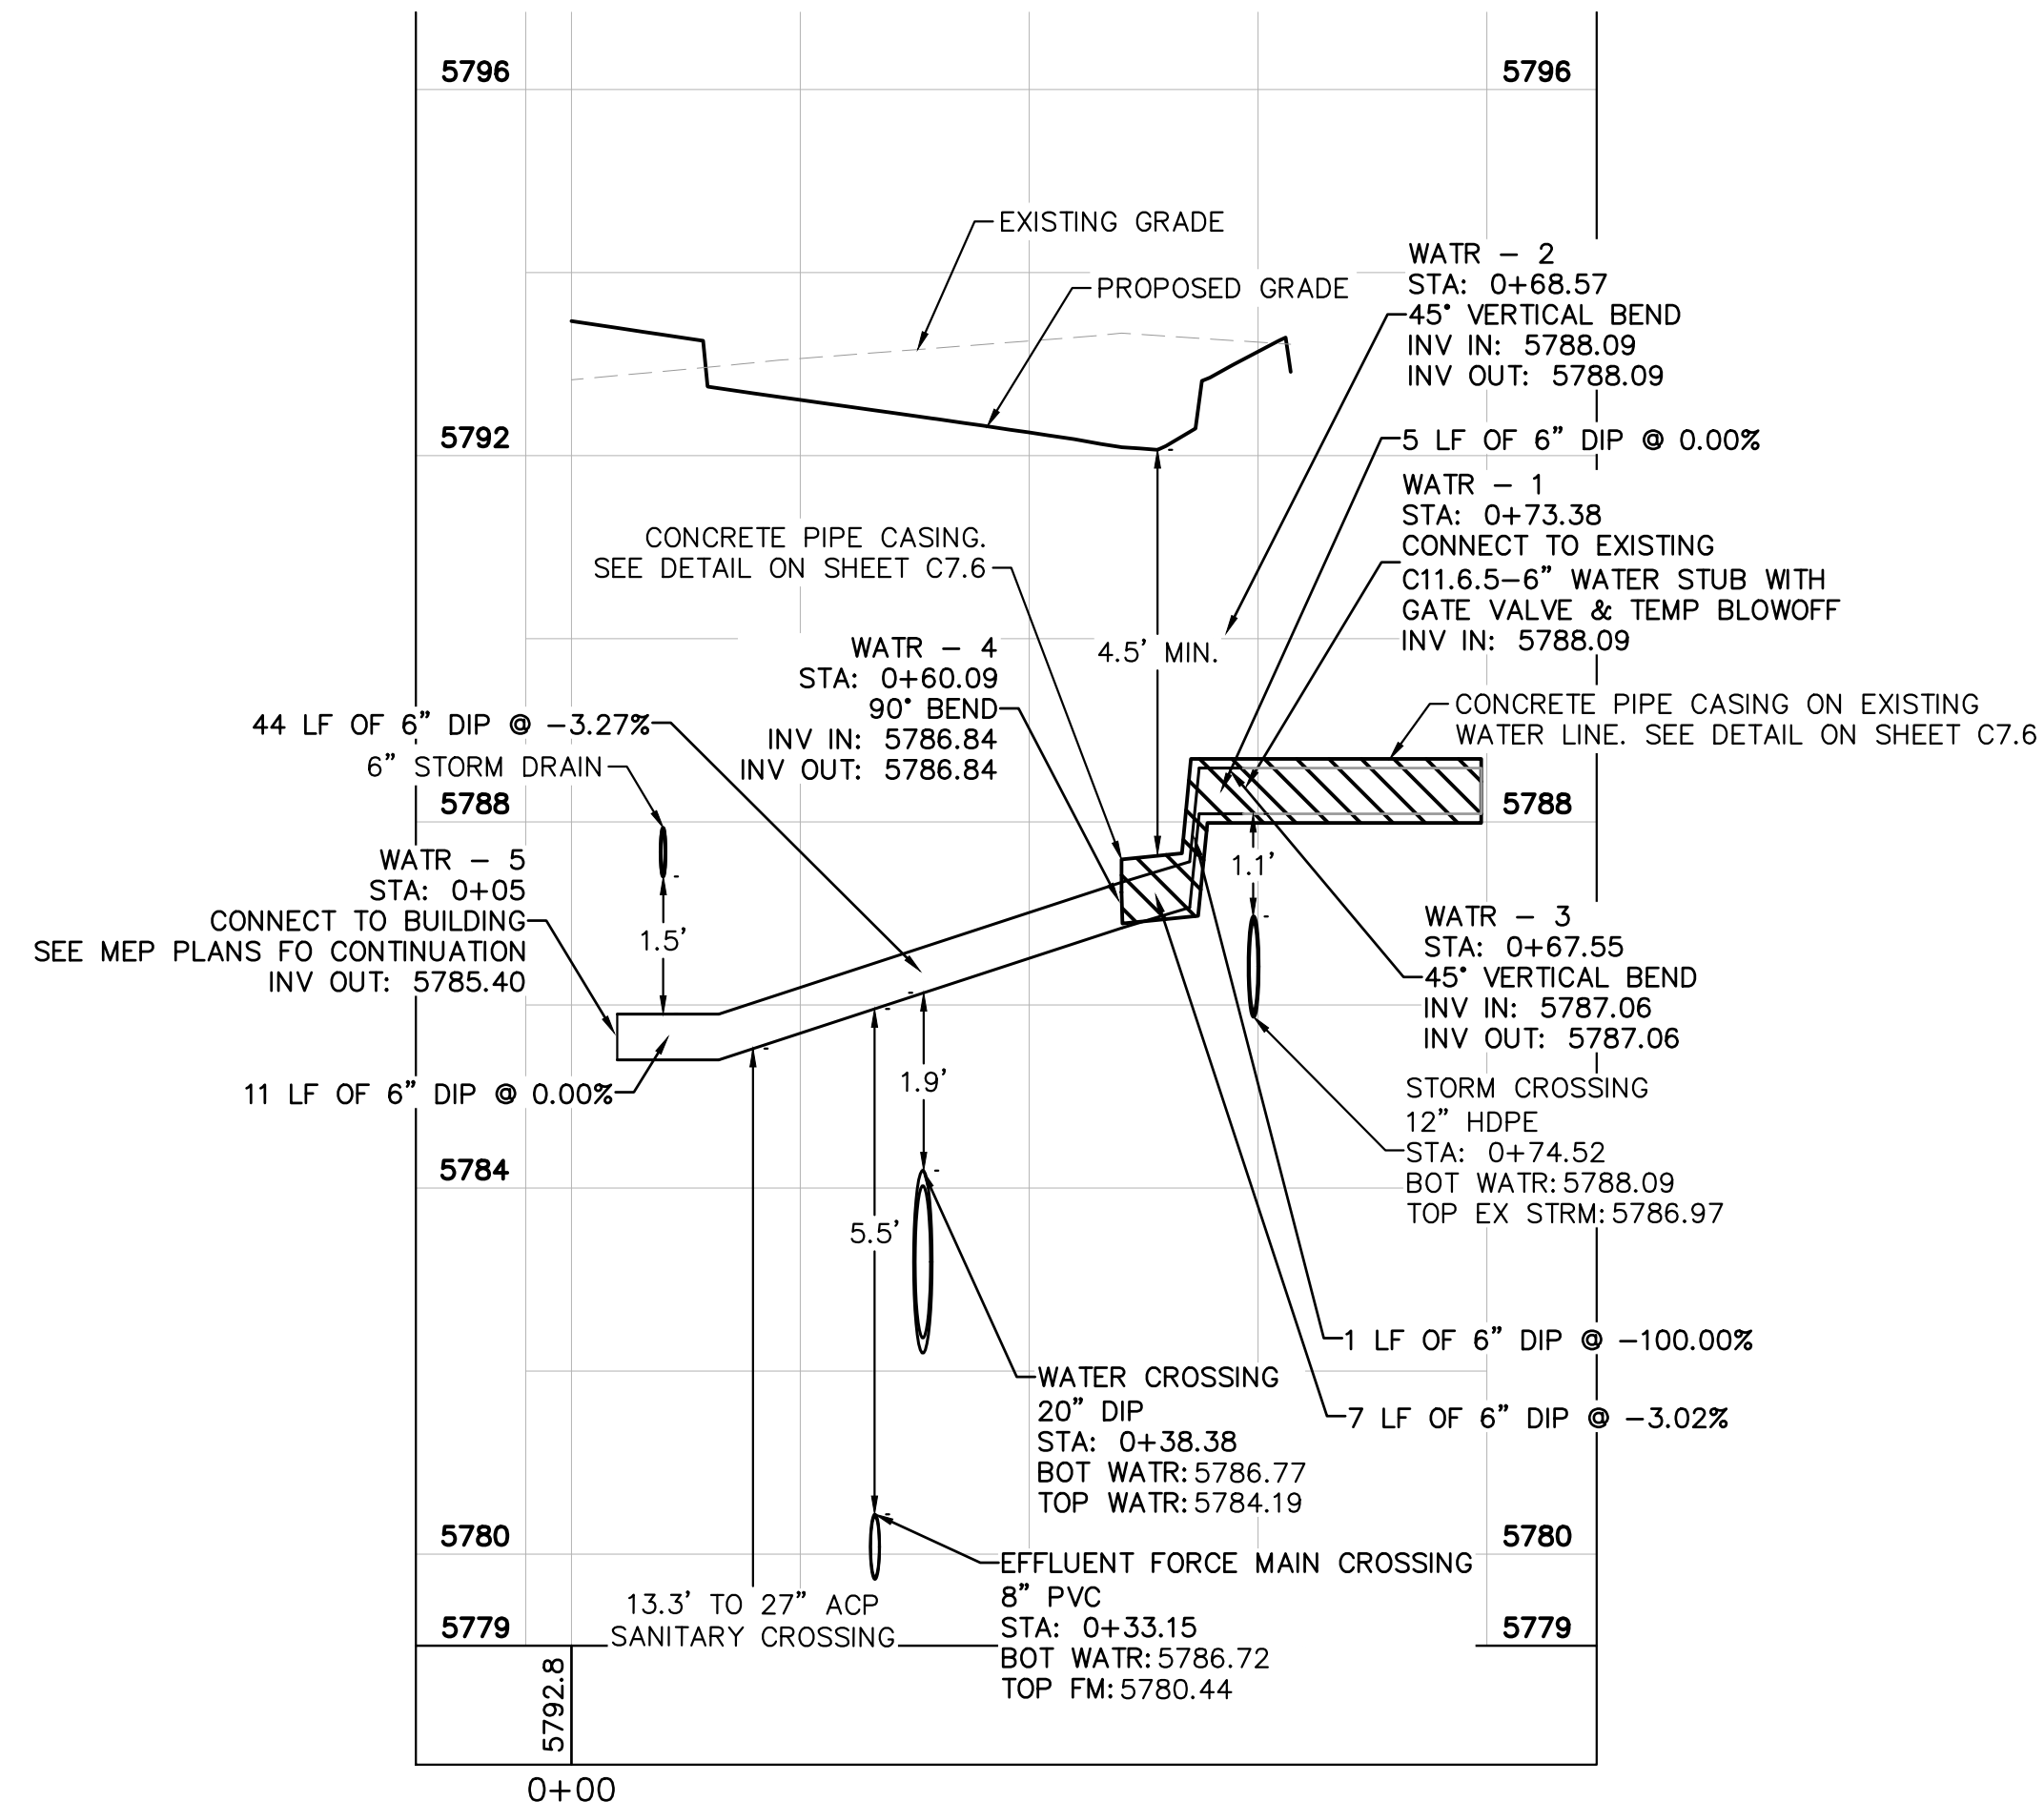 5796
5796
EXISTING GRADE
PROPOSED GRADE
WATR - 2
STA: 0+68.57
45° VERTICAL BEND
INV IN: 5788.09
INV OUT: 5788.09
5792
5 LF OF 6" DIP @ 0.00%
WATR - 1
STA: 0+73.38
CONNECT TO EXISTING
C11.6.5-6" WATER STUB WITH
GATE VALVE & TEMP BLOWOFF
INV IN: 5788.09
CONCRETE PIPE CASING.
SEE DETAIL ON SHEET C7.6
4.5' MIN.
WATR - 4
STA: 0+60.09
90° BEND
INV IN: 5786.84
INV OUT: 5786.84
CONCRETE PIPE CASING ON EXISTING
WATER LINE. SEE DETAIL ON SHEET C7.6
44 LF OF 6" DIP @ -3.27%
6" STORM DRAIN
5788
5788
WATR - 5
STA: 0+05
CONNECT TO BUILDING
SEE MEP PLANS FO CONTINUATION
INV OUT: 5785.40
1.5'
1.1'
WATR - 3
STA: 0+67.55
45° VERTICAL BEND
INV IN: 5787.06
INV OUT: 5787.06
11 LF OF 6" DIP @ 0.00%
1.9'
STORM CROSSING
12" HDPE
STA: 0+74.52
BOT WATR: 5788.09
TOP EX STRM: 5786.97
5784
5.5'
1 LF OF 6" DIP @ -100.00%
7 LF OF 6" DIP @ -3.02%
WATER CROSSING
20" DIP
STA: 0+38.38
BOT WATR: 5786.77
TOP WATR: 5784.19
5780
5780
EFFLUENT FORCE MAIN CROSSING
8" PVC
STA: 0+33.15
BOT WATR: 5786.72
TOP FM: 5780.44
13.3' TO 27" ACP
SANITARY CROSSING
5779
5779
5792.8
0+00